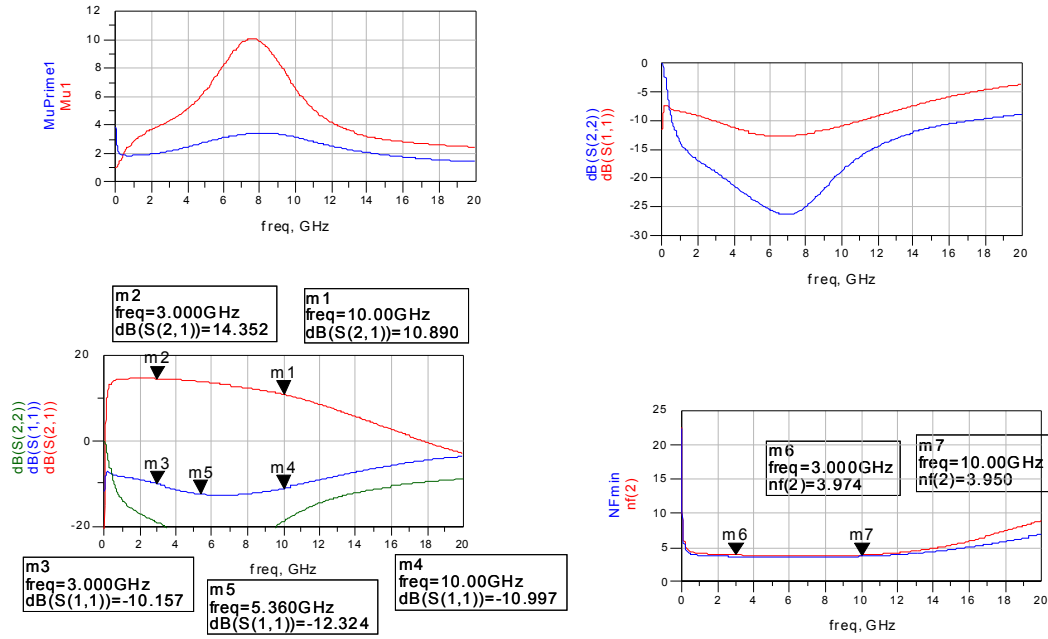 12
10
8
6
4
2
0
MuPrime1
Mu1
0 2 4 6 8 10 12 14 16 18 20
freq, GHz
0
-5
-10
-15
-20
-25
-30
dB(S(2,2))
dB(S(1,1))
0 2 4 6 8 10 12 14 16 18 20
freq, GHz
m2
freq=3.000GHz
dB(S(2,1))=14.352
m1
freq=10.00GHz
dB(S(2,1))=10.890
20
0
-20
dB(S(2,2))
dB(S(1,1))
dB(S(2,1))
m2
m1
m3
m5
m4
0 2 4 6 8 10 12 14 16 18 20
freq, GHz
m3
freq=3.000GHz
dB(S(1,1))=-10.157
m5
freq=5.360GHz
dB(S(1,1))=-12.324
m4
freq=10.00GHz
dB(S(1,1))=-10.997
25
20
15
10
5
0
NFmin
nf(2)
m6
freq=3.000GHz
nf(2)=3.974
m7
freq=10.00GHz
nf(2)=3.950
m6
m7
0 2 4 6 8 10 12 14 16 18 20
freq, GHz